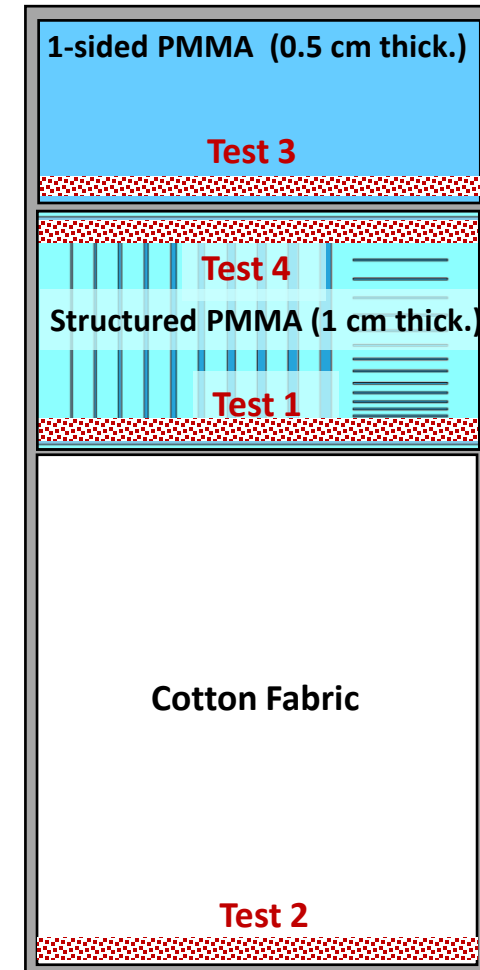 1-sided PMMA (0.5 cm thick.)
Test 3
Test 4
Structured PMMA (1 cm thick.)
Test 1
Cotton Fabric
Test 2